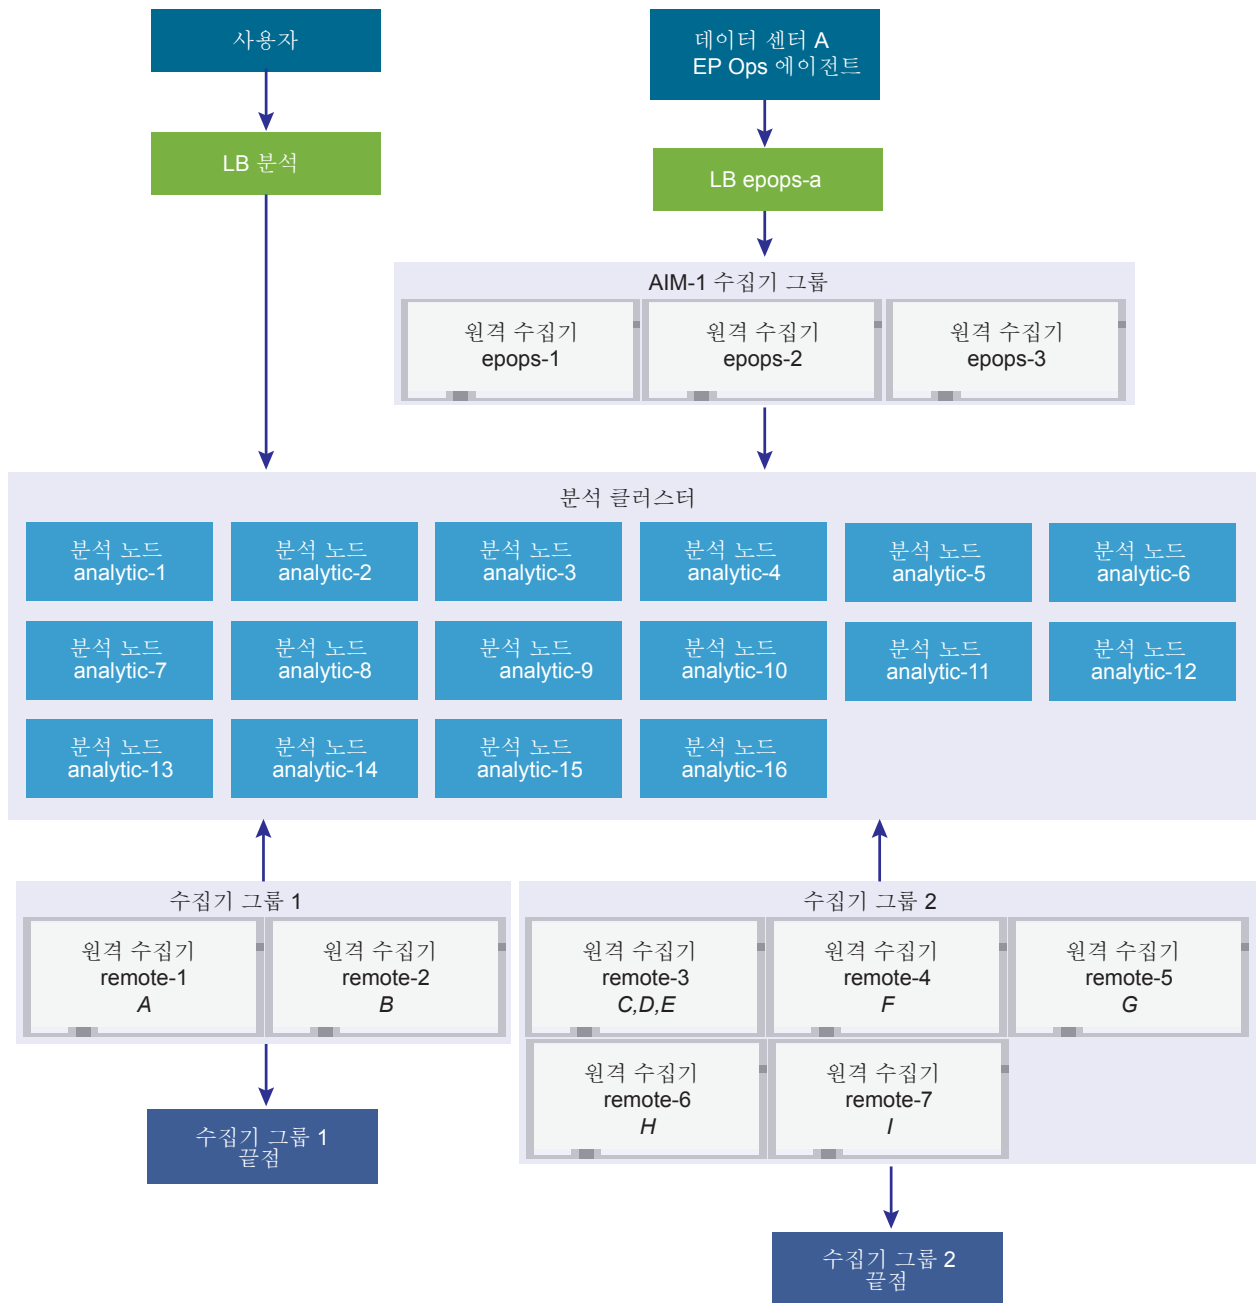 사용자
데이터 센터 A
EP Ops 에이전트
LB 분석
LB epops-a
AIM-1 수집기 그룹
원격 수집기
epops-1
원격 수집기
epops-2
원격 수집기
epops-3
분석 클러스터
분석 노드
analytic-1
분석 노드
analytic-2
분석 노드
analytic-3
분석 노드
analytic-4
분석 노드
analytic-5
분석 노드
analytic-6
분석 노드
analytic-7
분석 노드
analytic-8
분석 노드
analytic-9
분석 노드
analytic-10
분석 노드
analytic-11
분석 노드
analytic-12
분석 노드
analytic-13
분석 노드
analytic-14
분석 노드
analytic-15
분석 노드
analytic-16
수집기 그룹 1
원격 수집기
remote-1
A
원격 수집기
remote-2
B
수집기 그룹 2
원격 수집기
remote-3
C,D,E
원격 수집기
remote-4
F
원격 수집기
remote-5
G
원격 수집기
remote-6
H
원격 수집기
remote-7
I
수집기 그룹 1
끝점
수집기 그룹 2
끝점